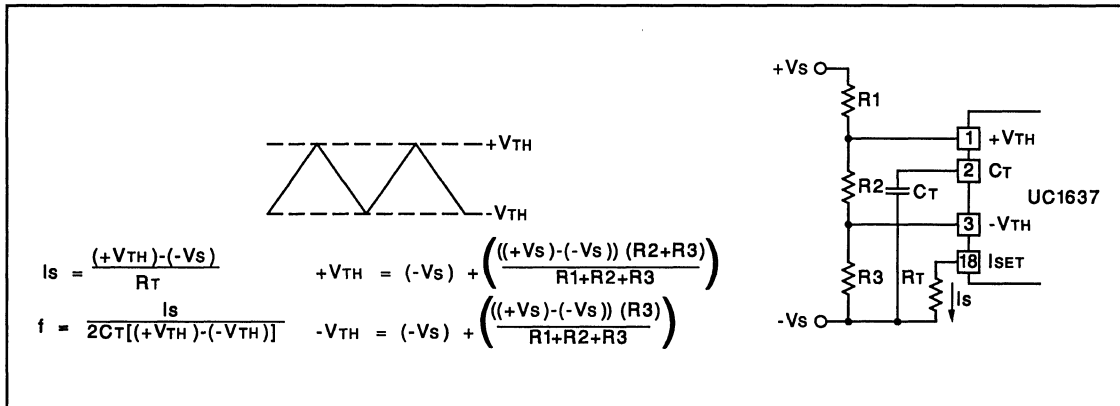 +VTH
-VTH
Is = (+VTH)-(-Vs) / RT
+VTH = (-Vs) + (((+Vs)-(-Vs)) (R2+R3) / R1+R2+R3)
f = Is / 2CT[(+VTH)-(-VTH)]
-VTH = (-Vs) + (((+Vs)-(-Vs)) (R3) / R1+R2+R3)
+Vs
R1
1 +VTH
2 CT
R2
CT
UC1637
3 -VTH
18 ISET
R3
RT
Is
-Vs